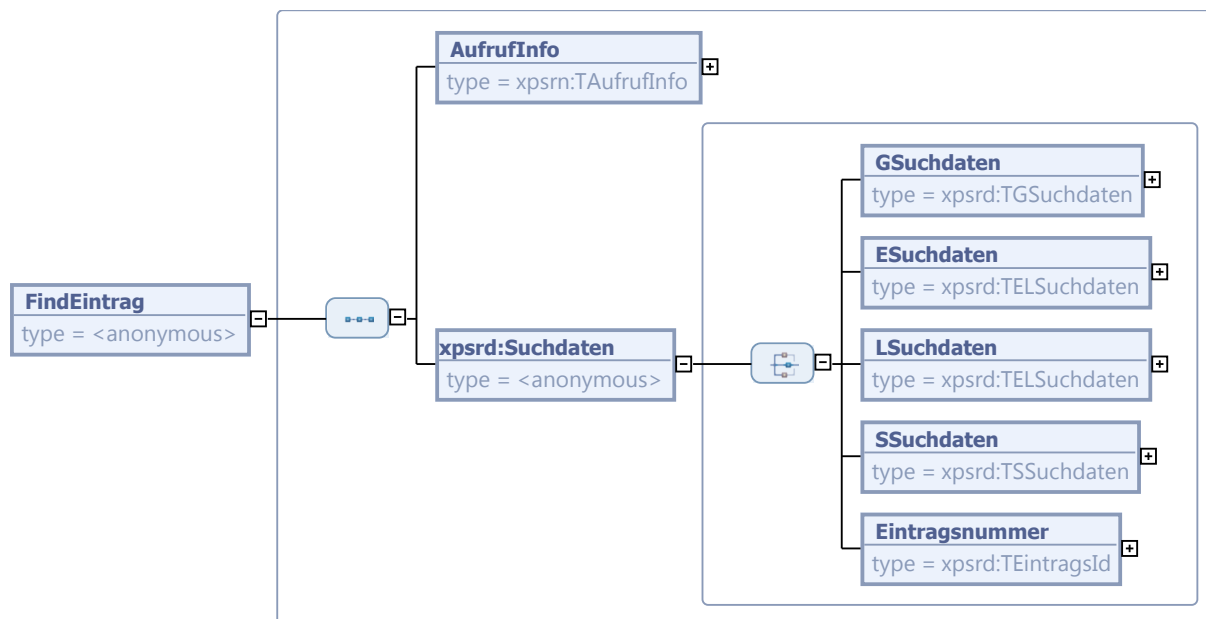 AufrufInfo
type = xpsrn:TAufrufInfo
GSuchdaten
type = xpsrd:TGSuchdaten
ESuchdaten
type = xpsrd:TELSuchdaten
FindEintrag
type = <anonymous>
xpsrd:Suchdaten
type = <anonymous>
LSuchdaten
type = xpsrd:TELSuchdaten
SSuchdaten
type = xpsrd:TSSuchdaten
Eintragsnummer
type = xpsrd:TEintragsId